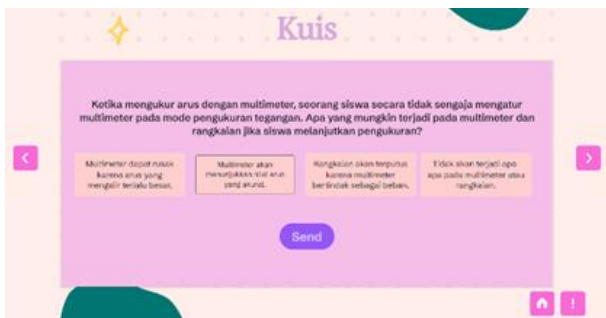 Kuis
Ketika mengukur arus dengan multimeter, seorang siswa secara tidak sengaja mengatur
multimeter pada mode pengukuran tegangan. Apa yang mungkin terjadi pada multimeter dan
rangkaian jika siswa melanjutkan pengukuran?
Multimeter dapat rusak
karena arus yang
mengalir terlalu besar.
Multimeter akan
menunjukkan nilai arus
yang akurat.
Rangkaian akan terputus
karena multimeter
bertindak sebagai beban.
Tidak akan terjadi apa
apa pada multimeter atau
rangkaian.
Send